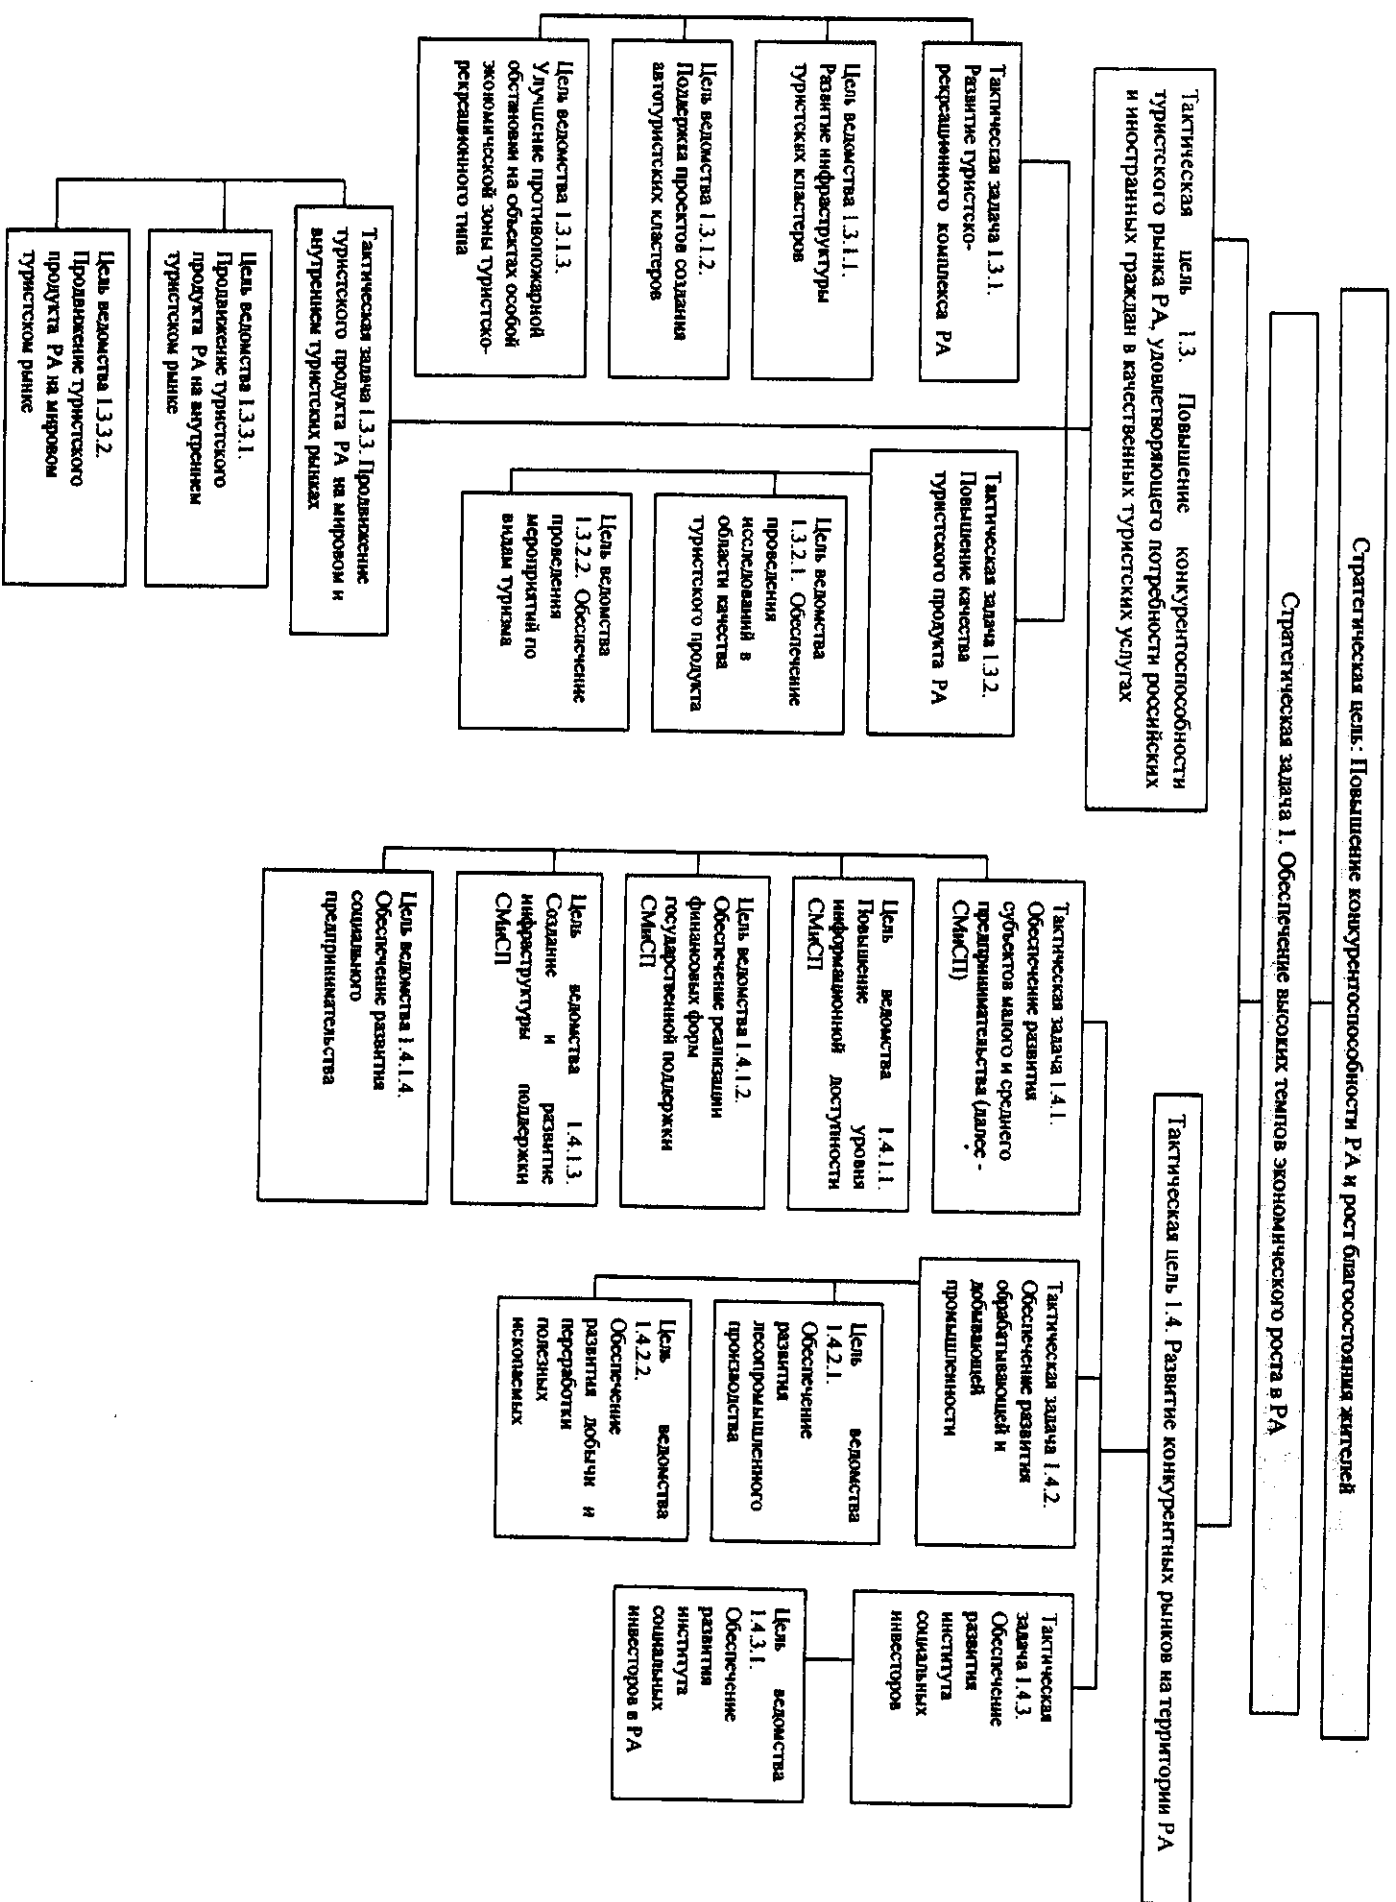 Стратегическая цель: Повышение конкурентоспособности РА и рост благосостояния жителей
Стратегическая задача 1. Обеспечение высоких темпов экономического роста в РА
Тактическая цель 1.3. Повышение конкурентоспособности
туристского рынка РА, удовлетворяющего потребности российских
и иностранных граждан в качественных туристских услугах
Тактическая задача 1.3.1.
Развитие туристско-
рекреационного комплекса РА
Цель ведомства 1.3.1.1.
Развитие инфраструктуры
туристских кластеров
Цель ведомства 1.3.1.2.
Поддержка проектов создания
автотуристских кластеров
Цель ведомства 1.3.1.3.
Улучшение противопожарной
обстановки на объектах особой
экономической зоны туристско-
рекреационного типа
Тактическая задача 1.3.2.
Повышение качества
туристского продукта РА
Цель ведомства
1.3.2.1. Обеспечение
проведения
исследований в
области качества
туристского продукта
Цель ведомства
1.3.2.2. Обеспечение
проведения
мероприятий по
видам туризма
Тактическая задача 1.3.3. Продвижение
туристского продукта РА на мировом и
внутреннем туристских рынках
Цель ведомства 1.3.3.1.
Продвижение туристского
продукта РА на внутреннем
туристском рынке
Цель ведомства 1.3.3.2.
Продвижение туристского
продукта РА на мировом
туристском рынке
Тактическая цель 1.4. Развитие конкурентных рынков на территории РА
Тактическая задача 1.4.1.
Обеспечение развития
субъектов малого и среднего
предпринимательства (далее -
СМиСП)
Цель ведомства 1.4.1.1.
Повышение уровня
информационной доступности
СМиСП
Цель ведомства 1.4.1.2.
Обеспечение реализации
финансовых форм
государственной поддержки
СМиСП
Цель ведомства 1.4.1.3.
Создание и развитие
инфраструктуры поддержки
СМиСП
Цель ведомства 1.4.1.4.
Обеспечение развития
социального
предпринимательства
Тактическая задача 1.4.2.
Обеспечение развития
обрабатывающей и
добывающей
промышленности
Цель ведомства
1.4.2.1.
Обеспечение
развития
лесопромышленного
производства
Цель ведомства
1.4.2.2.
Обеспечение
развития добычи и
переработки
полезных
ископаемых
Тактическая
задача 1.4.3.
Обеспечение
развития
института
социальных
инвесторов
Цель ведомства
1.4.3.1.
Обеспечение
развития
института
социальных
инвесторов в РА